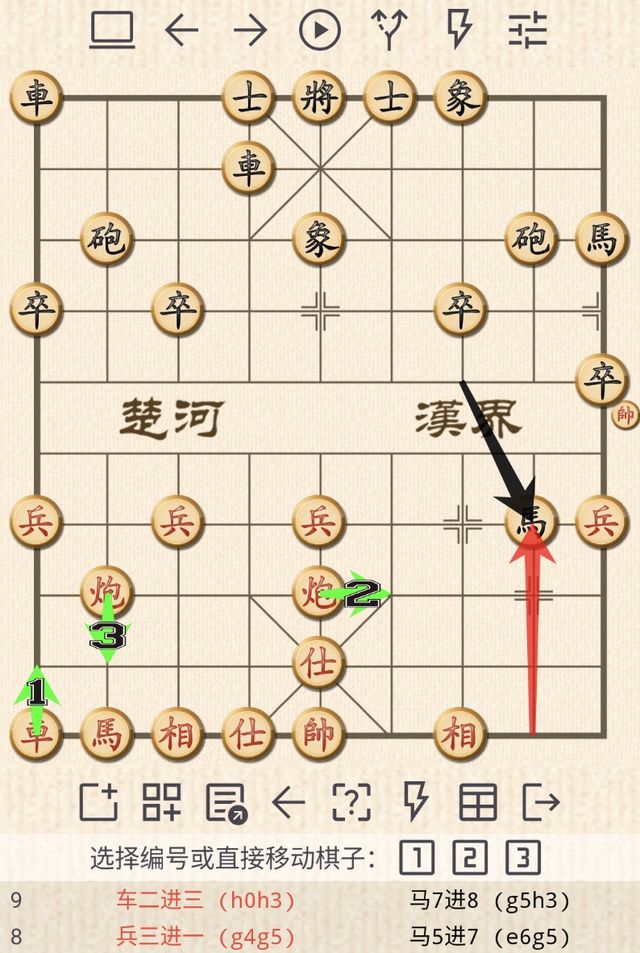 車 士 將 士 象
車
砲 象 砲 馬
卒 卒 卒
卒
楚河 漢界
帥
兵 兵 兵 馬 兵
炮 炮 2
3
仕
1
車 馬 相 仕 帥 相
选择编号或直接移动棋子: 1 2 3
9 车二进三 (h0h3) 马7进8 (g5h3)
8 兵三进一 (g4g5) 马5进7 (e6g5)